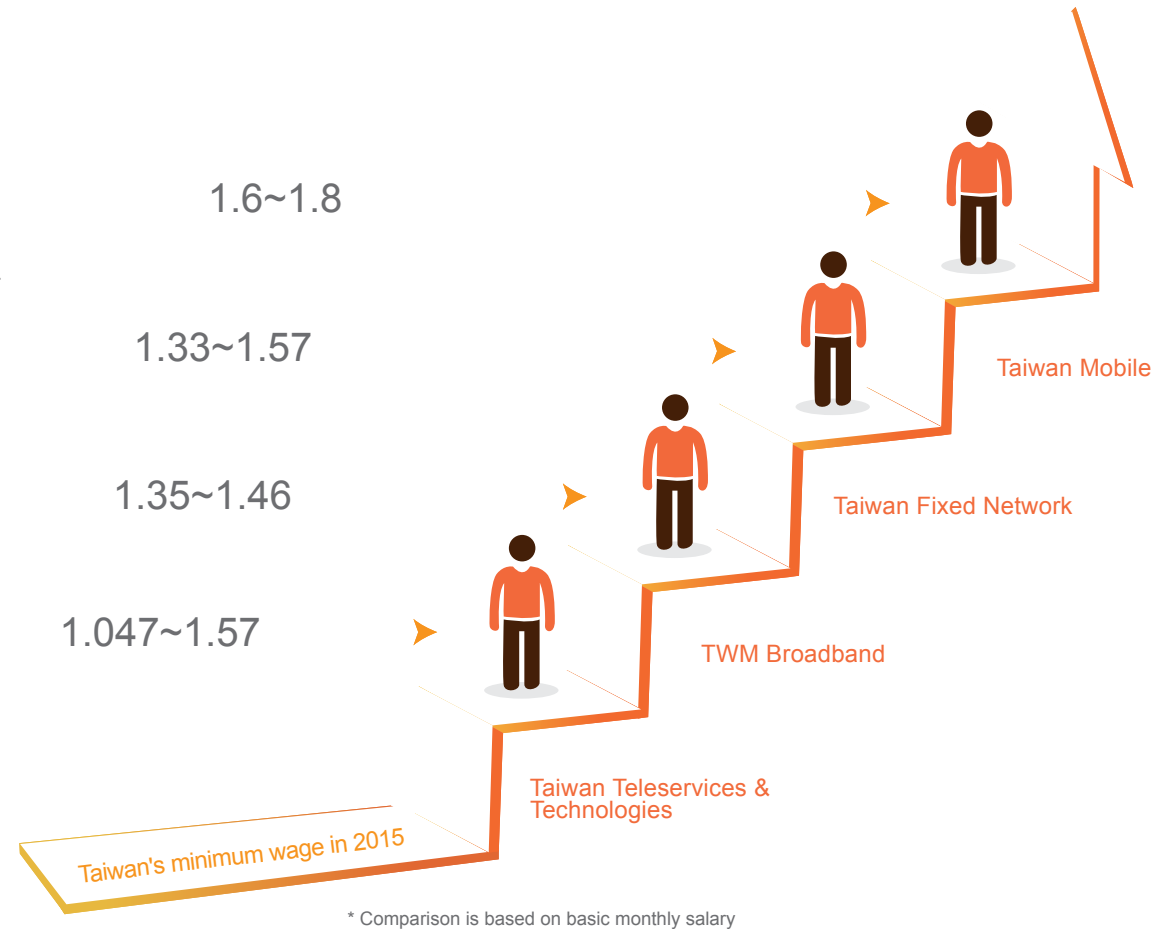 1.6~1.8
1.33~1.57
Taiwan Mobile
1.35~1.46
Taiwan Fixed Network
1.047~1.57
TWM Broadband
Taiwan Teleservices &
Technologies
Taiwan's minimum wage in 2015
* Comparison is based on basic monthly salary